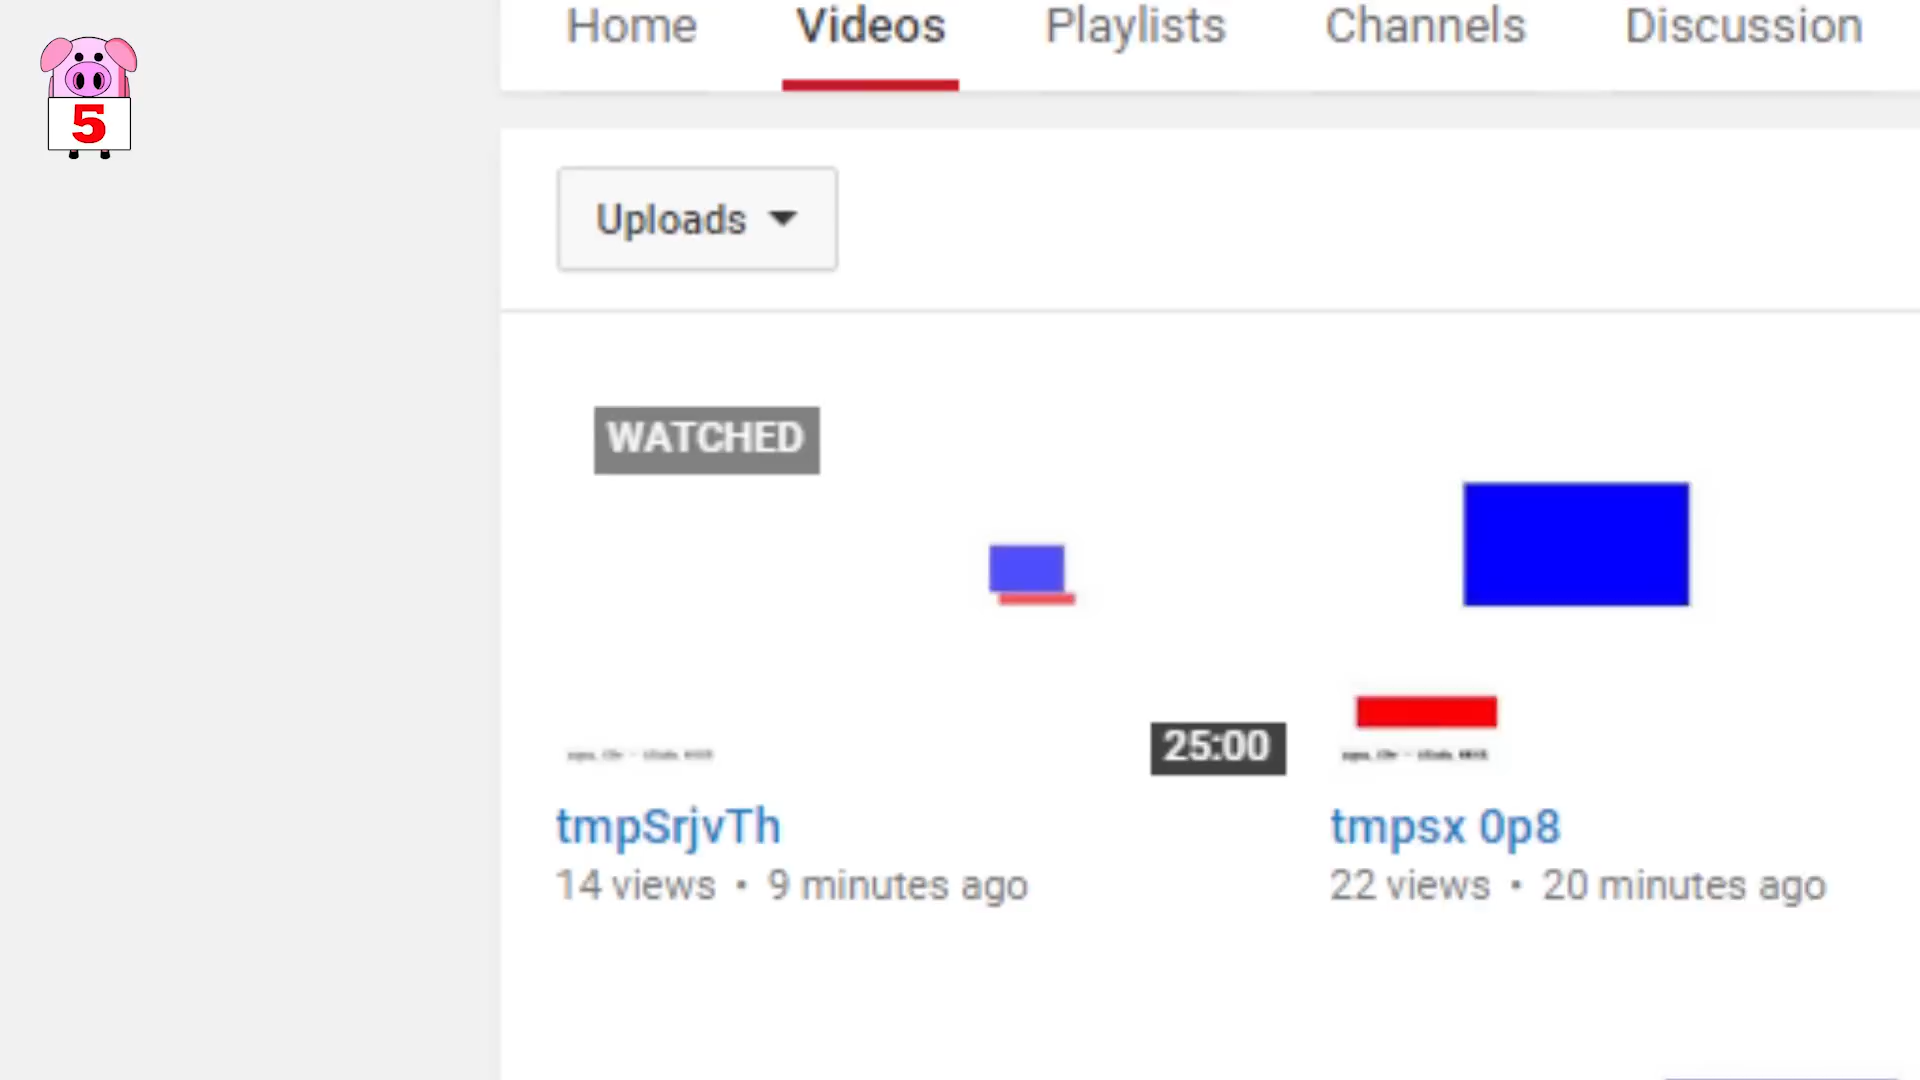 Home Videos Playlists Channels Discussion
5
Uploads
WATCHED
25:00
tmpSrjvTh
14 views • 9 minutes ago
tmpsx 0p8
22 views • 20 minutes ago